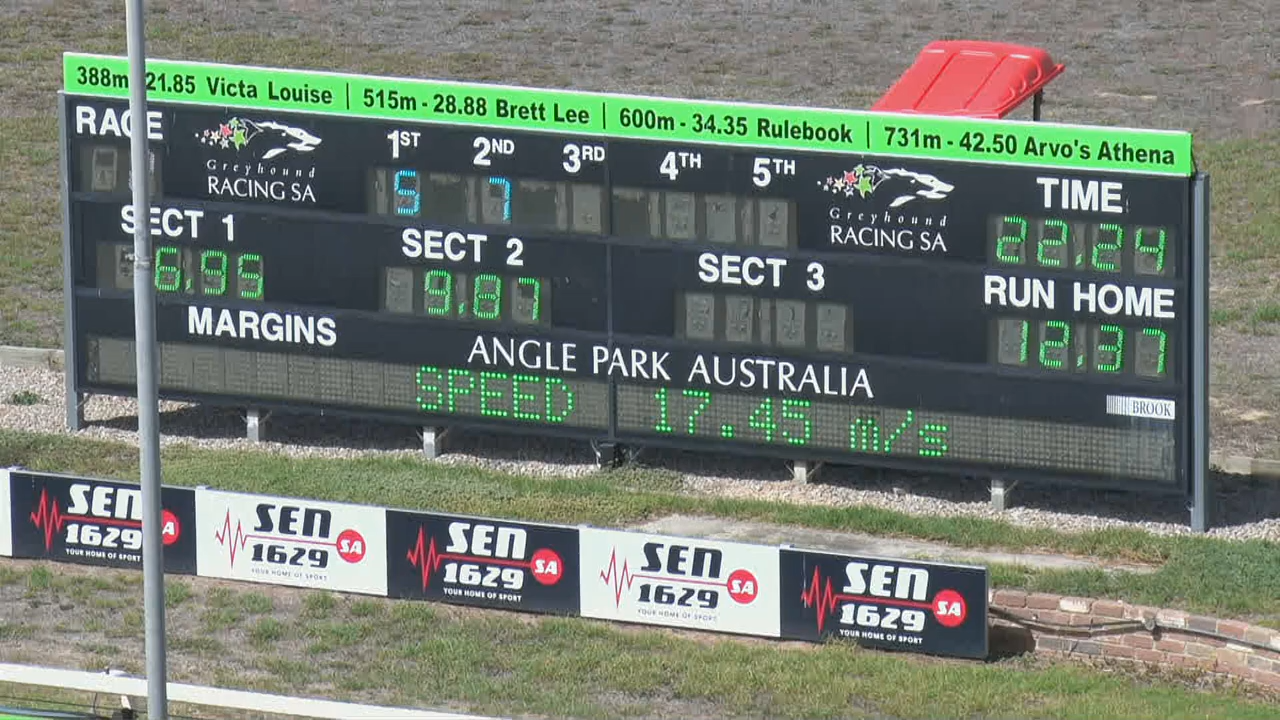 388m - 21.85 Victa Louise | 515m - 28.88 Brett Lee | 600m - 34.35 Rulebook | 731m - 42.50 Arvo's Athena
RACE
Greyhound
RACING SA
1ST 2ND 3RD 4TH 5TH
7
Greyhound
RACING SA
TIME
22.24
SECT 1
6.95
SECT 2
9.87
SECT 3
RUN HOME
12.37
MARGINS
ANGLE PARK AUSTRALIA
BROOK
SPEED 17.45 m/s
SEN
1629
YOUR HOME OF SPORT
SEN
1629 SA
YOUR HOME OF SPORT
SEN
1629 SA
YOUR HOME OF SPORT
SEN
1629 SA
YOUR HOME OF SPORT
SEN
1629 SA
YOUR HOME OF SPORT